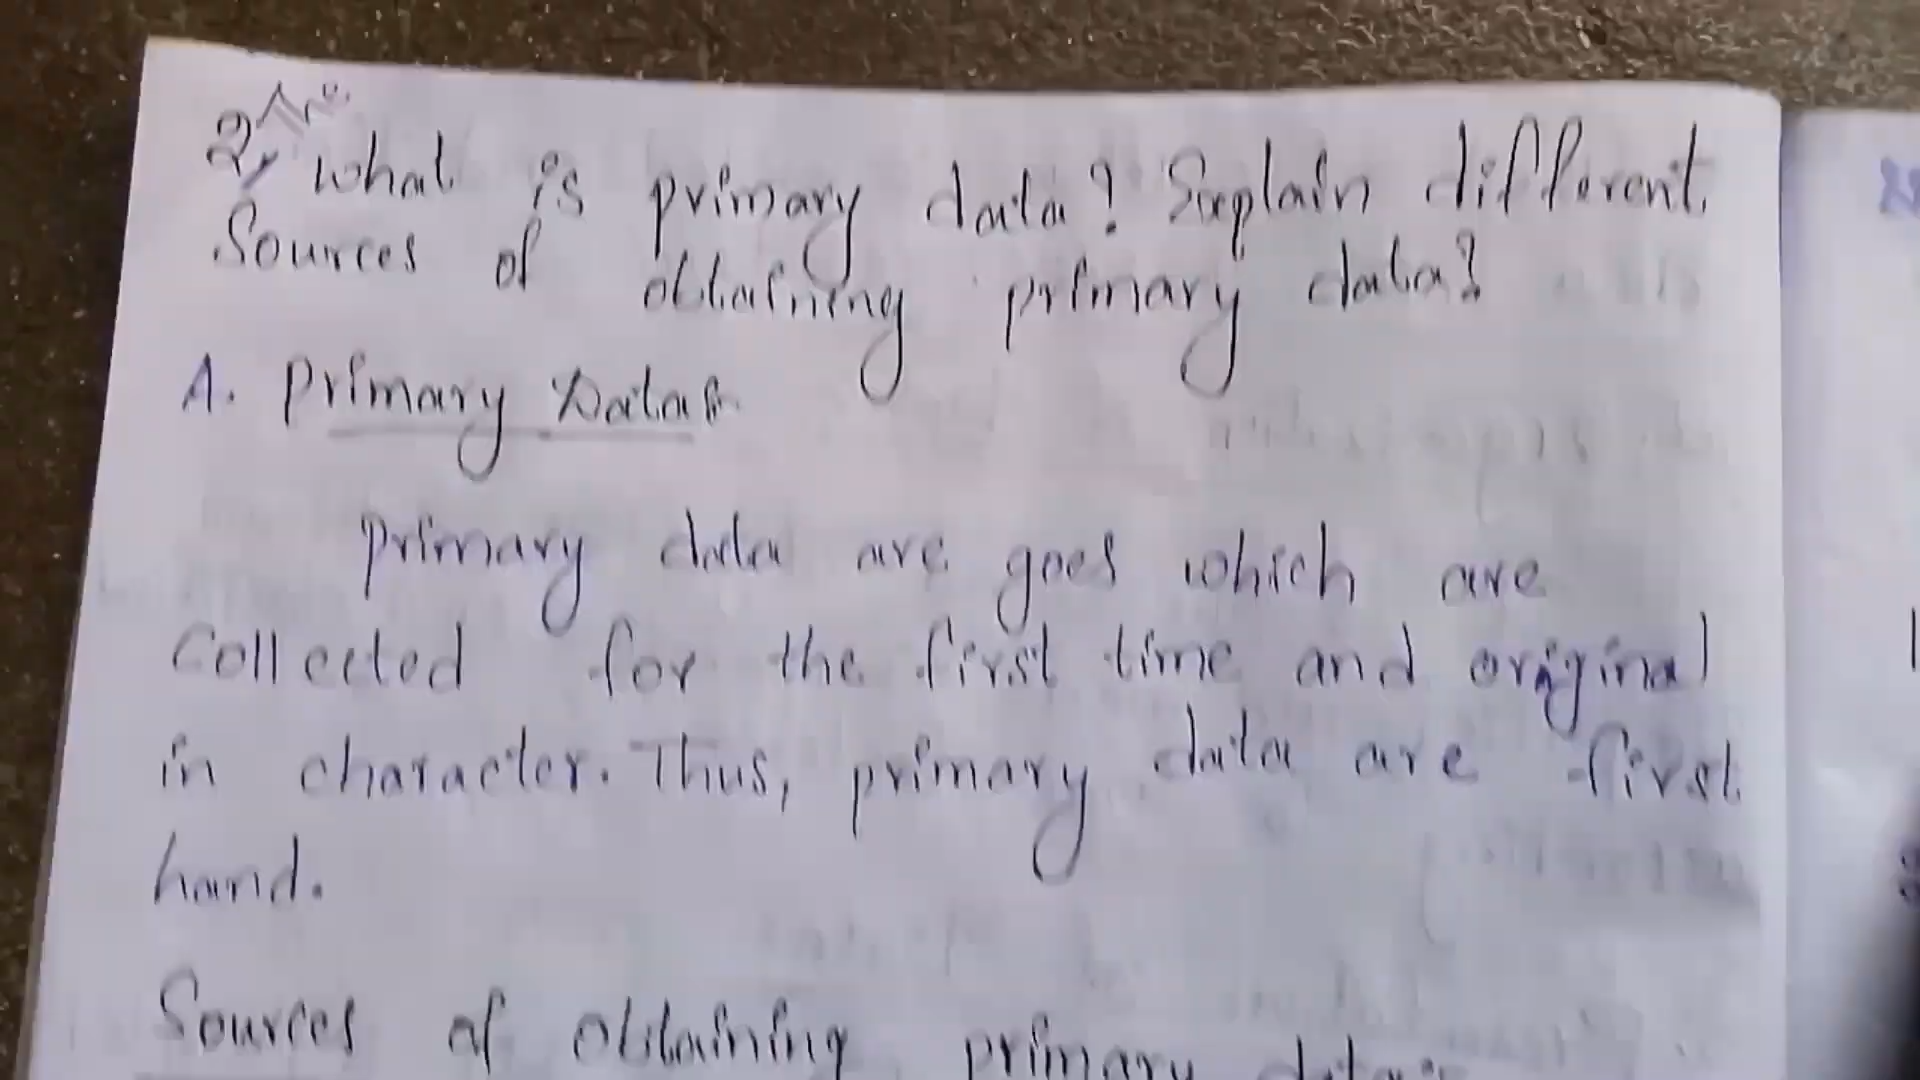 2, what is primary data? Explain different
Sources of obtaining primary data?
A. Primary Data:-
primary data are goes which are
Collected for the first time and original
in character. Thus, primary data are first
hand.
Sources of obtaining primary data:-